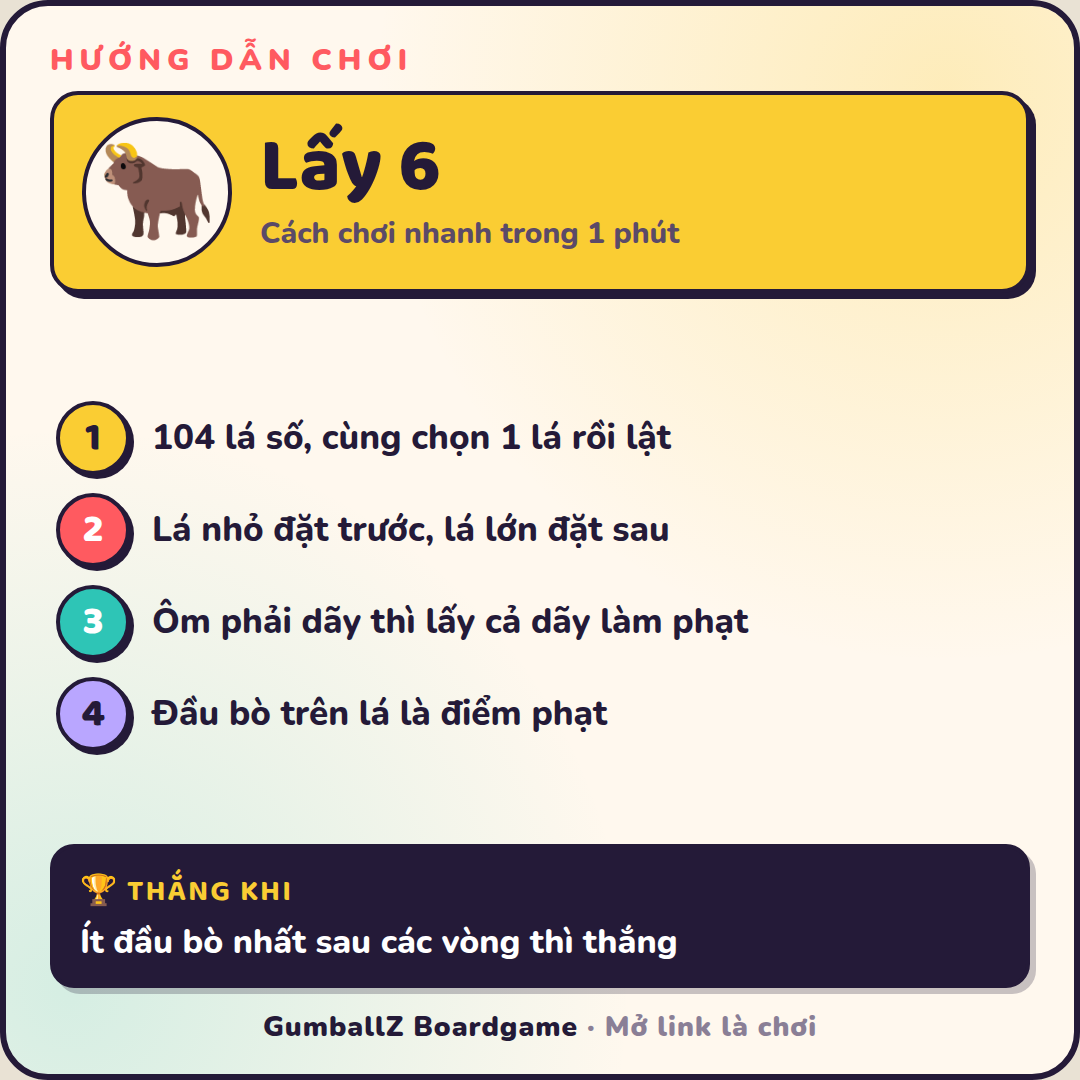 HƯỚNG DẪN CHƠI
Lấy 6
Cách chơi nhanh trong 1 phút
1 104 lá số, cùng chọn 1 lá rồi lật
2 Lá nhỏ đặt trước, lá lớn đặt sau
3 Ôm phải dãy thì lấy cả dãy làm phạt
4 Đầu bò trên lá là điểm phạt
🏆 THẮNG KHI
Ít đầu bò nhất sau các vòng thì thắng
GumballZ Boardgame · Mở link là chơi